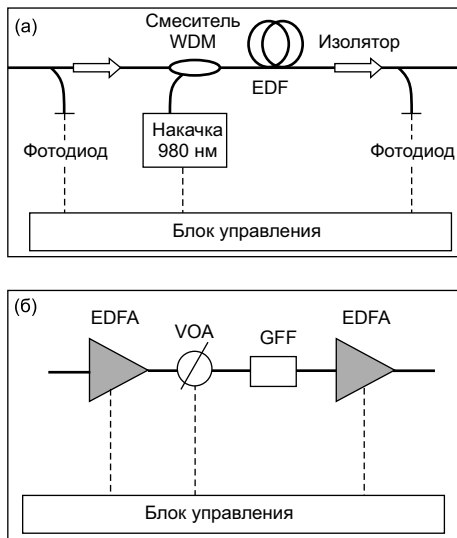 (а)
Смеситель
WDM
Изолятор
EDF
Накачка
980 нм
Фотодиод
Фотодиод
Блок управления
(б)
EDFA
VOA
GFF
EDFA
Блок управления